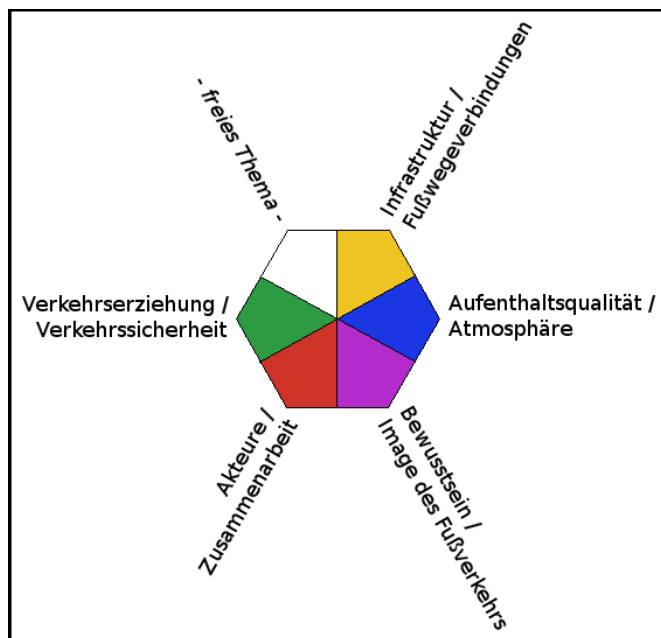 - freies Thema -
Infrastruktur /
Fußwegeverbindungen
Verkehrserziehung /
Verkehrssicherheit
Aufenthaltsqualität /
Atmosphäre
Akteure /
Zusammenarbeit
Bewusstsein /
Image des Fußverkehrs